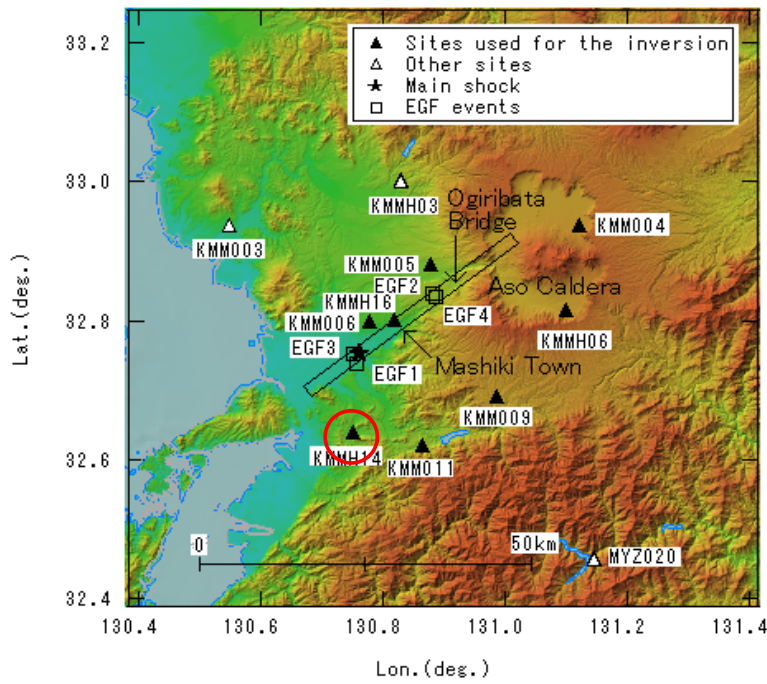 33.2
33.0
32.8
32.6
32.4
Lat.(deg.)
Sites used for the inversion
Other sites
Main shock
EGF events
KMMH03
KMM003
Ogiribata
Bridge
KMM004
KMM005
EGF2
KMMH16
Aso Caldera
KMM006
EGF4
EGF3
KMMH06
Mashiki Town
EGF1
KMM009
KMMH14
KMM011
0
50km
MYZ020
130.4
130.6
130.8
131.0
131.2
131.4
Lon.(deg.)